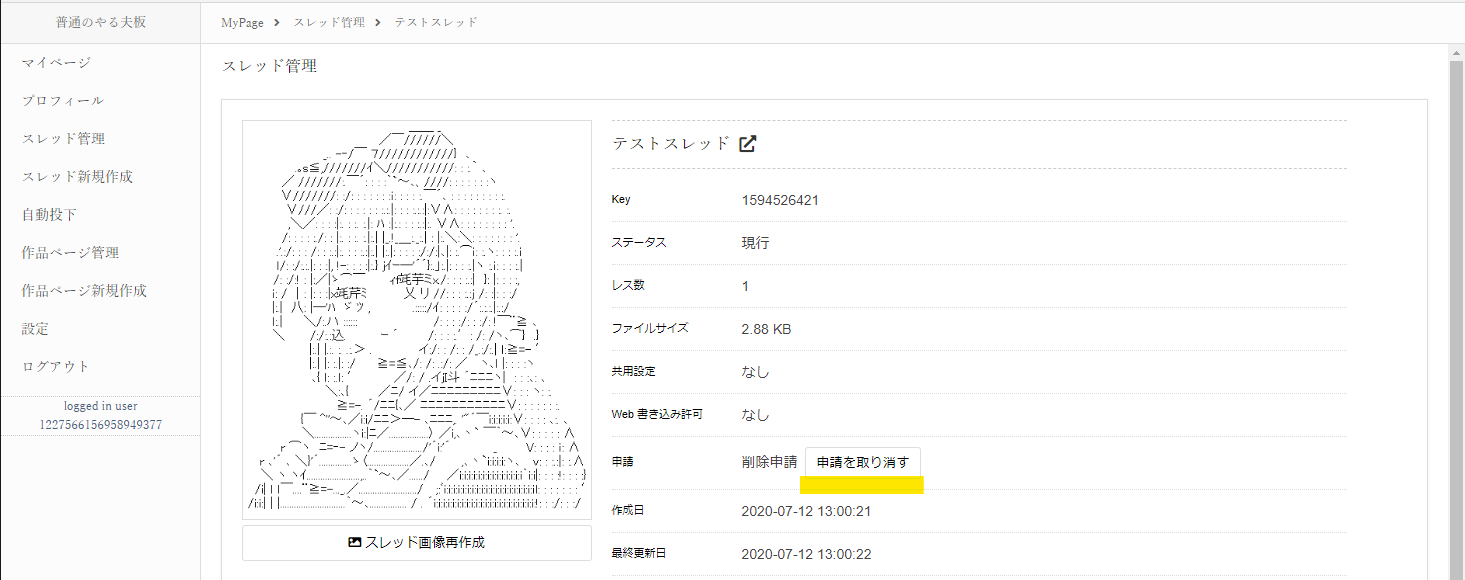 普通のやる夫板
MyPage
スレッド管理
テストスレッド
マイページ
プロフィール
スレッド管理
スレッド新規作成
自動投下
作品ページ管理
作品ページ新規作成
設定
ログアウト
logged in user
1227566156958949377
スレッド管理
スレッド画像再作成
テストスレッド
Key 1594526421
ステータス 現行
レス数 1
ファイルサイズ 2.88 KB
共用設定 なし
Web 書き込み許可 なし
申請 削除申請 申請を取り消す
作成日 2020-07-12 13:00:21
最終更新日 2020-07-12 13:00:22